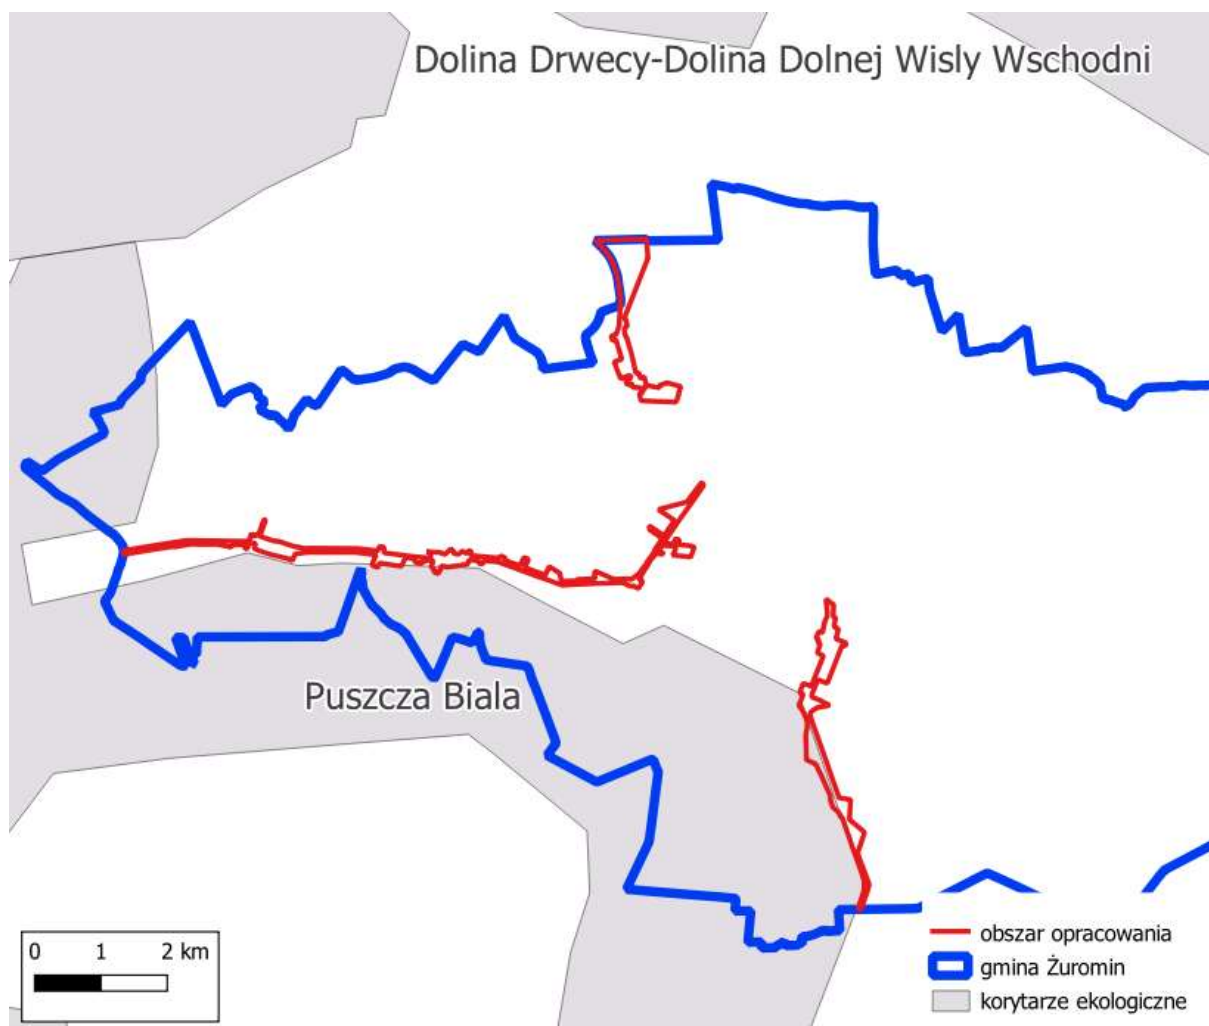 Dolina Drwecy-Dolina Dolnej Wisly Wschodni
Puszcza Biala
0 1 2 km
obszar opracowania
gmina Żuromin
korytarze ekologiczne